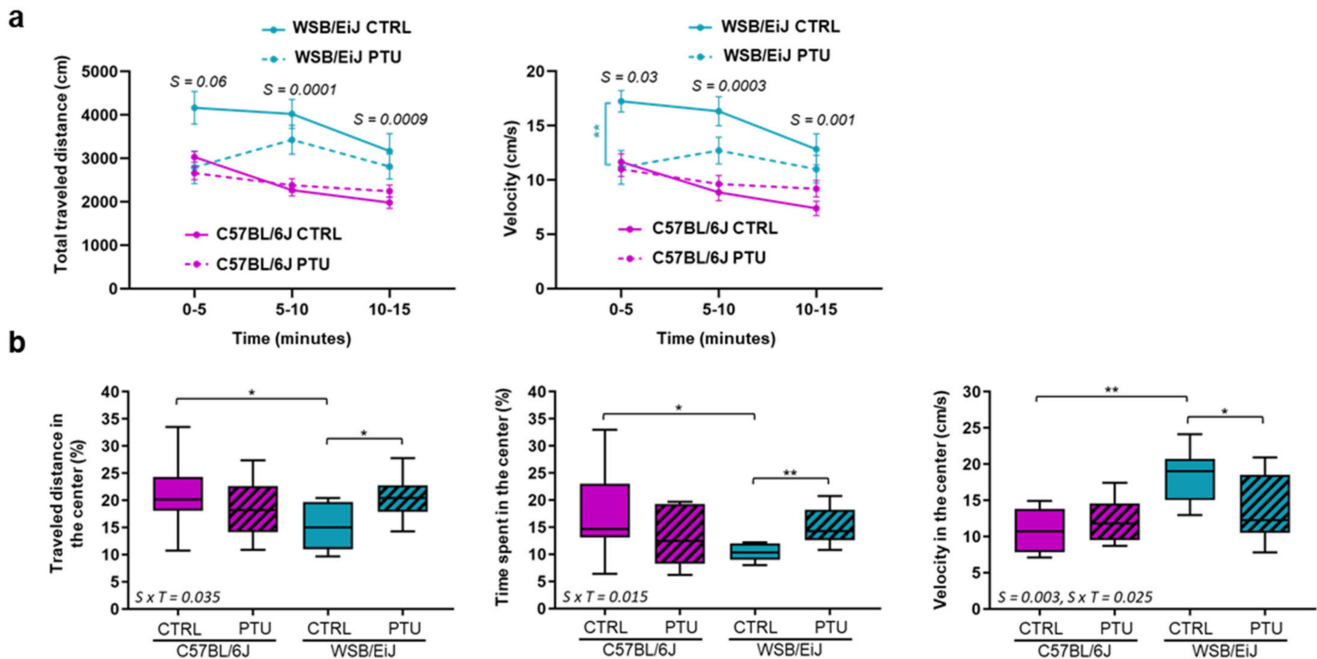 a
WSB/EiJ CTRL
WSB/EiJ PTU
Total traveled distance (cm)
5000
4000
3000
2000
1000
0
S = 0.06
S = 0.0001
S = 0.0009
C57BL/6J CTRL
C57BL/6J PTU
0-5
5-10
10-15
Time (minutes)
WSB/EiJ CTRL
WSB/EiJ PTU
Velocity (cm/s)
20
15
10
5
0
S = 0.03
S = 0.0003
S = 0.001
**
C57BL/6J CTRL
C57BL/6J PTU
0-5
5-10
10-15
Time (minutes)
b
Traveled distance in
the center (%)
40
35
30
25
20
15
10
5
0
*
*
S x T = 0.035
CTRL PTU CTRL PTU
C57BL/6J WSB/EiJ
Time spent in the center (%)
40
35
30
25
20
15
10
5
0
*
**
S x T = 0.015
CTRL PTU CTRL PTU
C57BL/6J WSB/EiJ
Velocity in the center (cm/s)
30
20
10
0
**
*
S = 0.003, S x T = 0.025
CTRL PTU CTRL PTU
C57BL/6J WSB/EiJ